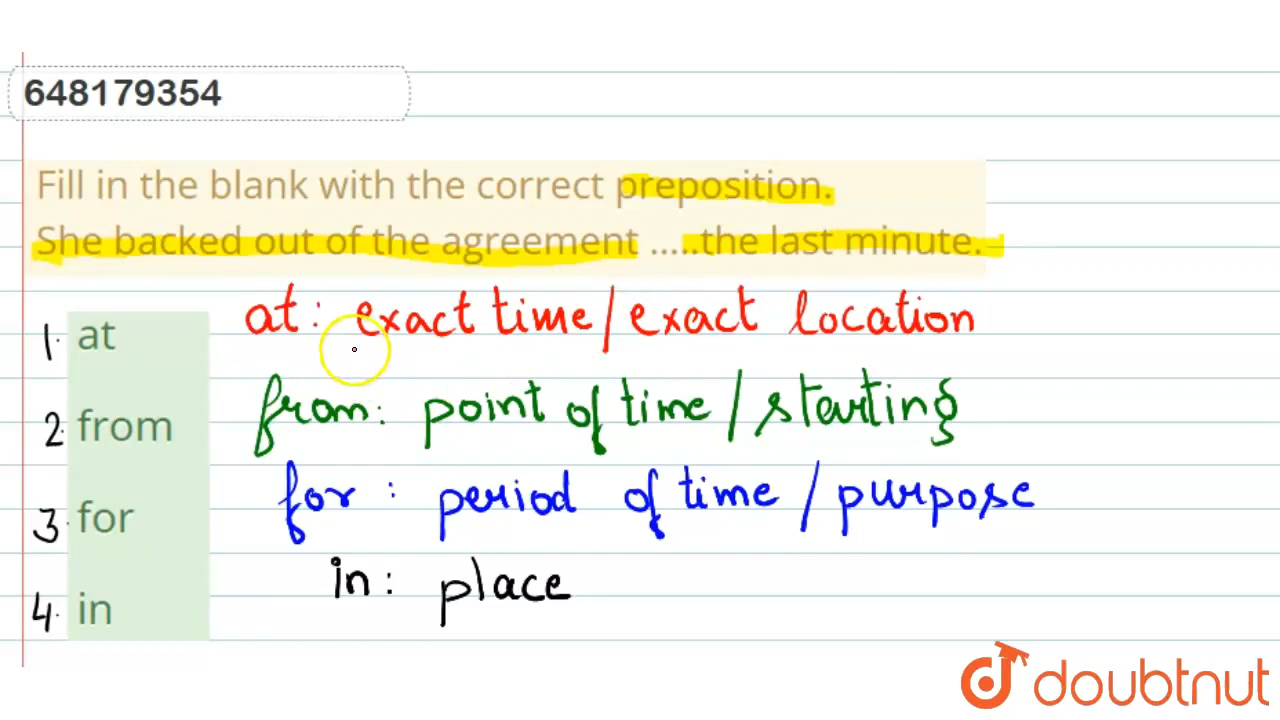 648179354
Fill in the blank with the correct preposition.
She backed out of the agreement .....the last minute.
1. at
at: exact time/exact location
2. from
from: point of time/starting
3. for
for: period of time/purpose
4. in
in: place
doubtnut